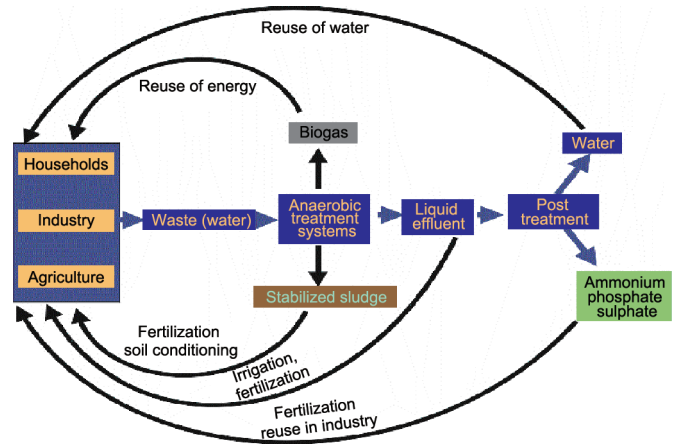 Reuse of water
Reuse of energy
Biogas
Water
Households
Industry
Agriculture
Waste (water)
Anaerobic
treatment
systems
Liquid
effluent
Post
treatment
Stabilized sludge
Ammonium
phosphate
sulphate
Fertilization
soil conditioning
Irrigation,
fertilization
Fertilization
reuse in industry